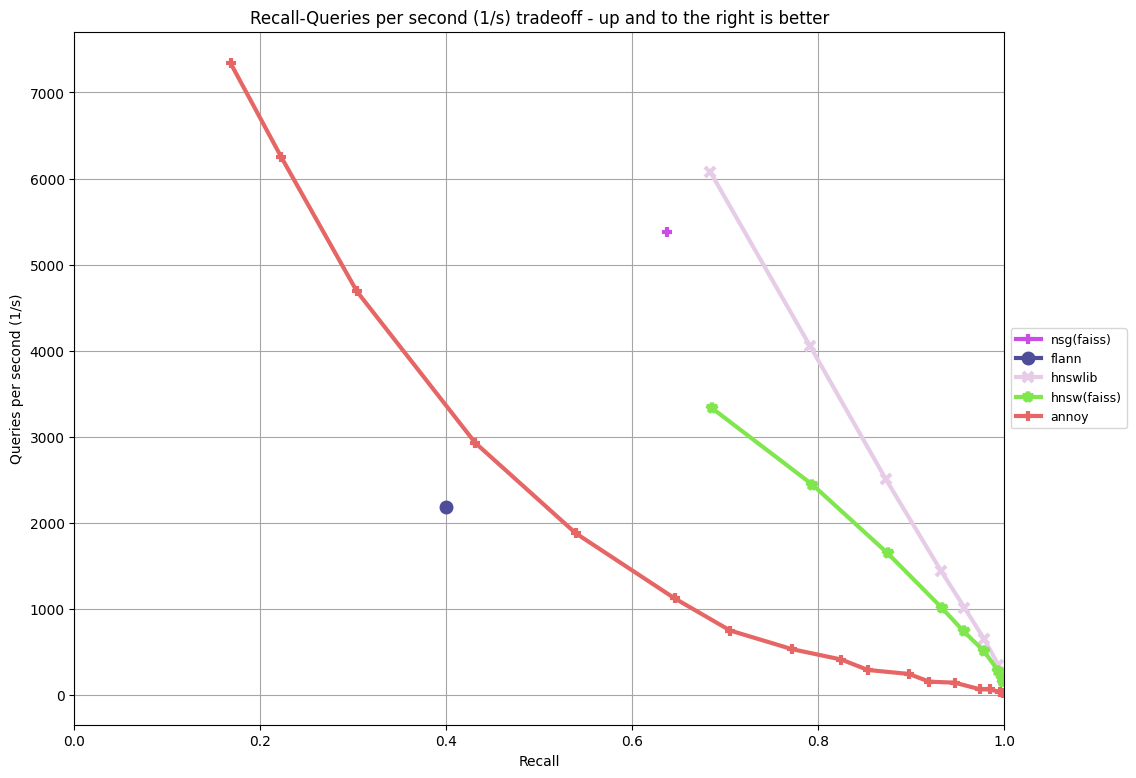 Recall-Queries per second (1/s) tradeoff - up and to the right is better
Queries per second (1/s)
7000
6000
5000
4000
3000
2000
1000
0
0.0
0.2
0.4
0.6
0.8
1.0
Recall
nsg(faiss)
flann
hnswlib
hnsw(faiss)
annoy